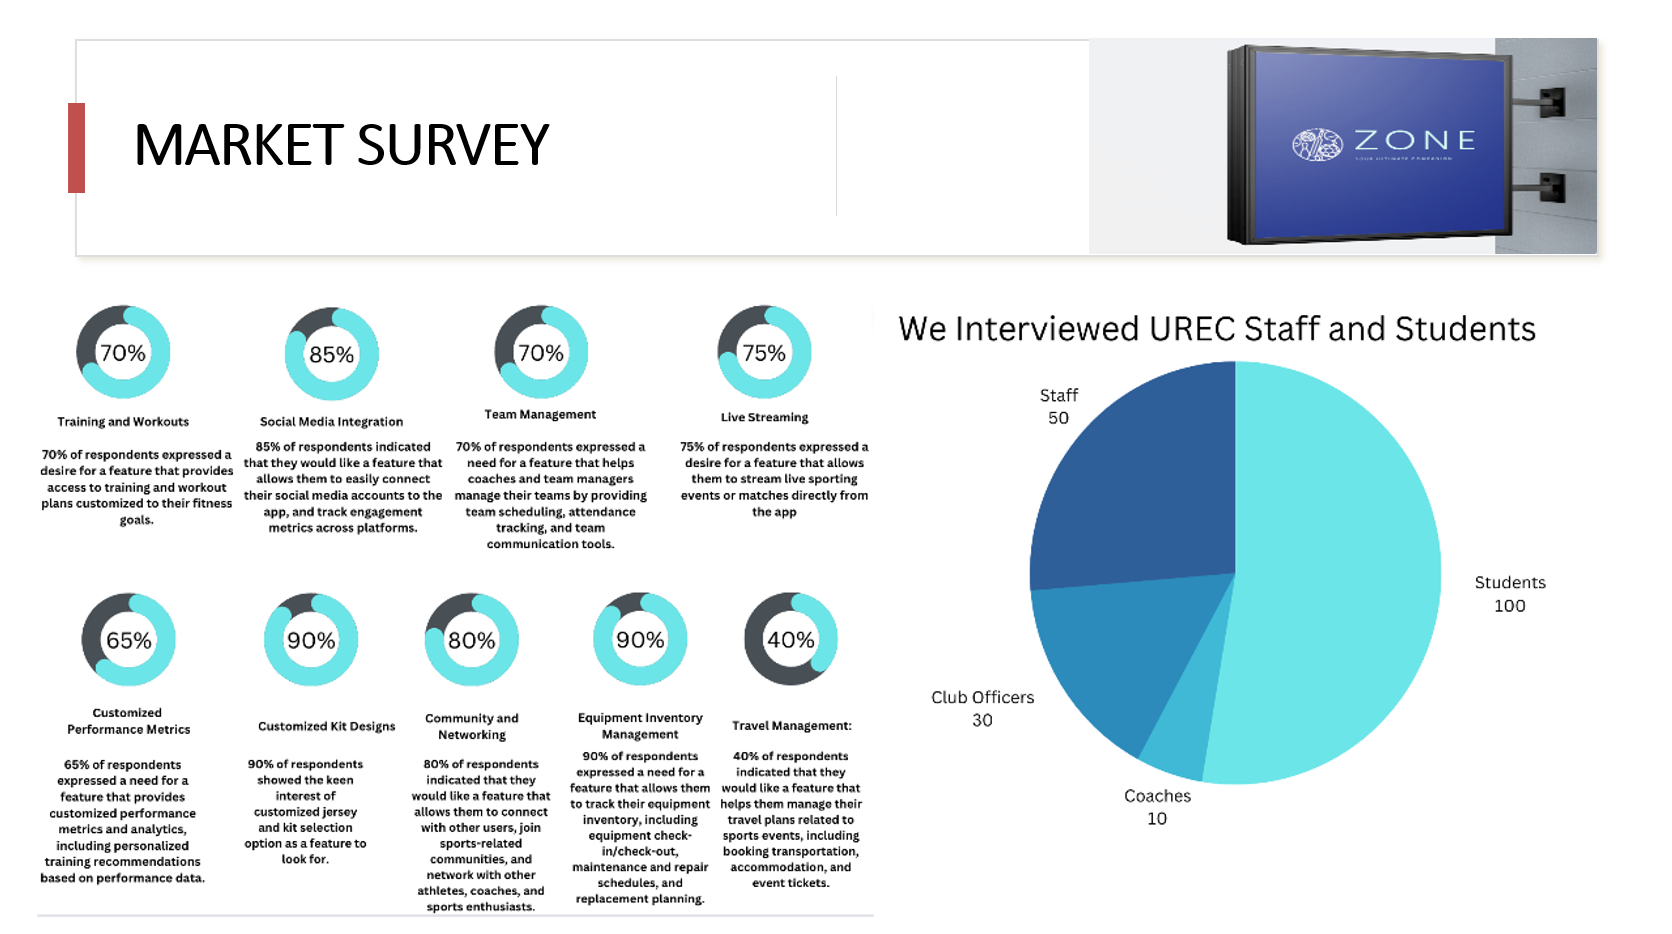 MARKET SURVEY
ZONE
YOUR ULTIMATE COMPANION
70%
Training and Workouts
70% of respondents expressed a
desire for a feature that provides
access to training and workout
plans customized to their fitness
goals.
85%
Social Media Integration
85% of respondents indicated
that they would like a feature that
allows them to easily connect
their social media accounts to the
app, and track engagement
metrics across platforms.
70%
Team Management
70% of respondents expressed a
need for a feature that helps
coaches and team managers
manage their teams by providing
team scheduling, attendance
tracking, and team
communication tools.
75%
Live Streaming
75% of respondents expressed a
desire for a feature that allows
them to stream live sporting
events or matches directly from
the app
65%
Customized
Performance Metrics
65% of respondents
expressed a need for a
feature that provides
customized performance
metrics and analytics,
including personalized
training recommendations
based on performance data.
90%
Customized Kit Designs
90% of respondents
showed the keen
interest of
customized jersey
and kit selection
option as a feature to
look for.
80%
Community and
Networking
80% of respondents
indicated that they
would like a feature that
allows them to connect
with other users, join
sports-related
communities, and
network with other
athletes, coaches, and
sports enthusiasts.
90%
Equipment Inventory
Management
90% of respondents
expressed a need for a
feature that allows them
to track their equipment
inventory, including
equipment check-
in/check-out,
maintenance and repair
schedules, and
replacement planning.
40%
Travel Management:
40% of respondents
indicated that they
would like a feature that
helps them manage their
travel plans related to
sports events, including
booking transportation,
accommodation, and
event tickets.
We Interviewed UREC Staff and Students
Staff
50
Students
100
Club Officers
30
Coaches
10